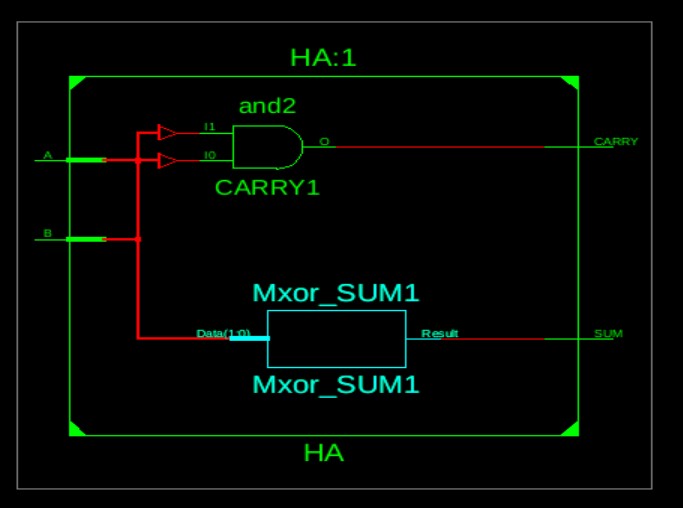 HA:1
and2
I1
A
I0
O
CARRY
CARRY1
B
Mxor_SUM1
Data(1:0)
Result
SUM
Mxor_SUM1
HA